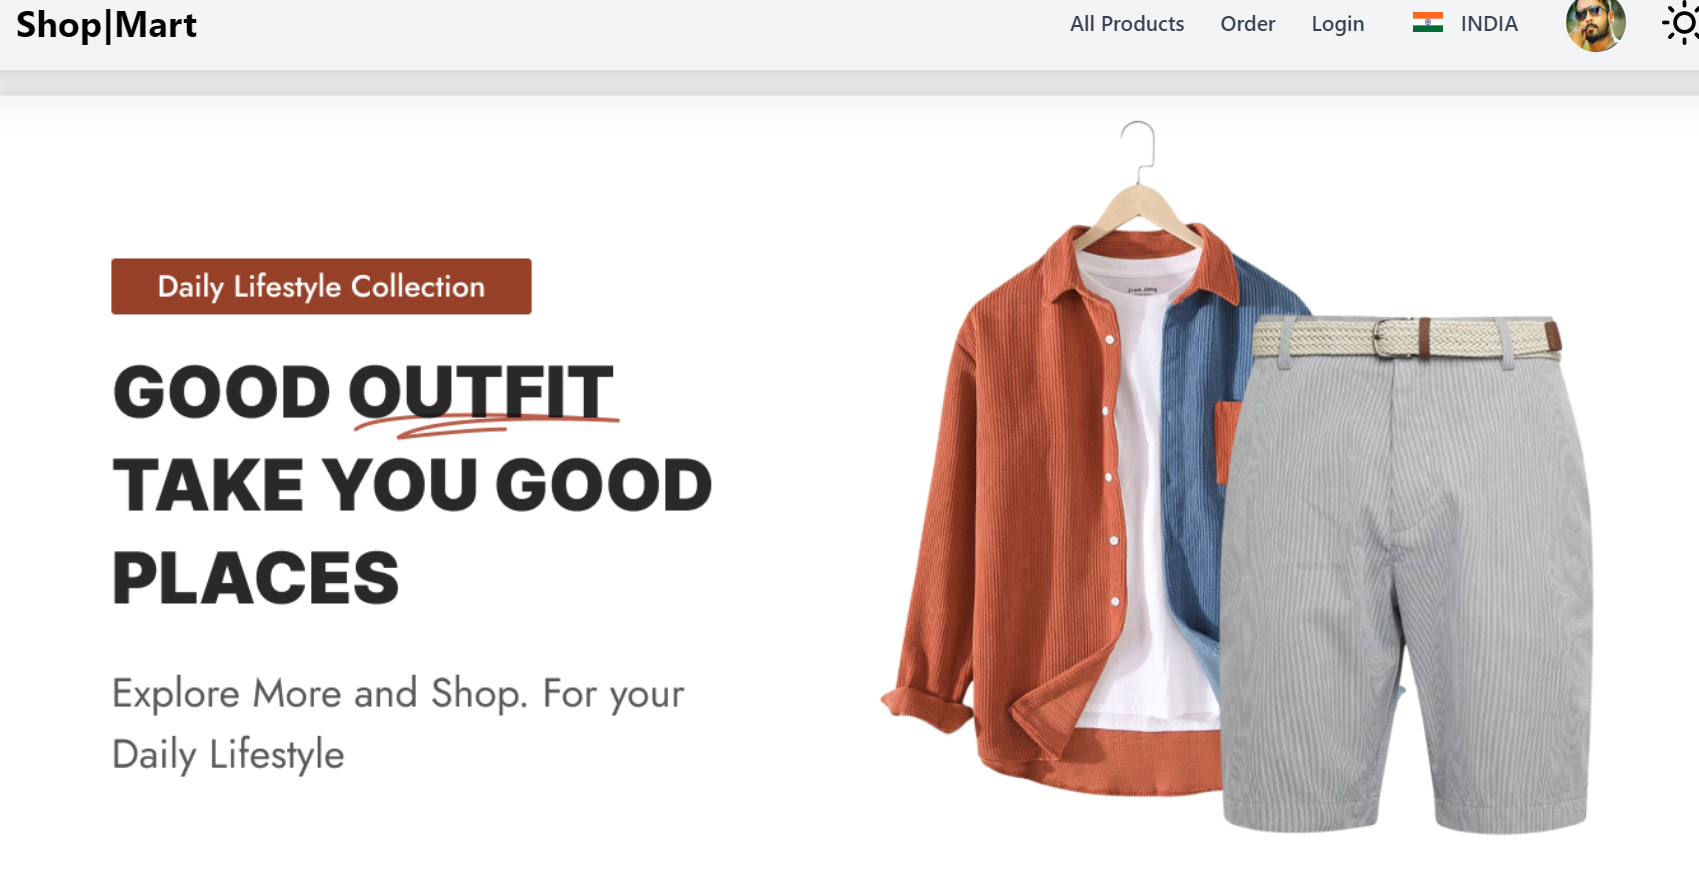 Shop|Mart
All Products Order Login INDIA
Daily Lifestyle Collection
GOOD OUTFIT
TAKE YOU GOOD
PLACES
Explore More and Shop. For your
Daily Lifestyle